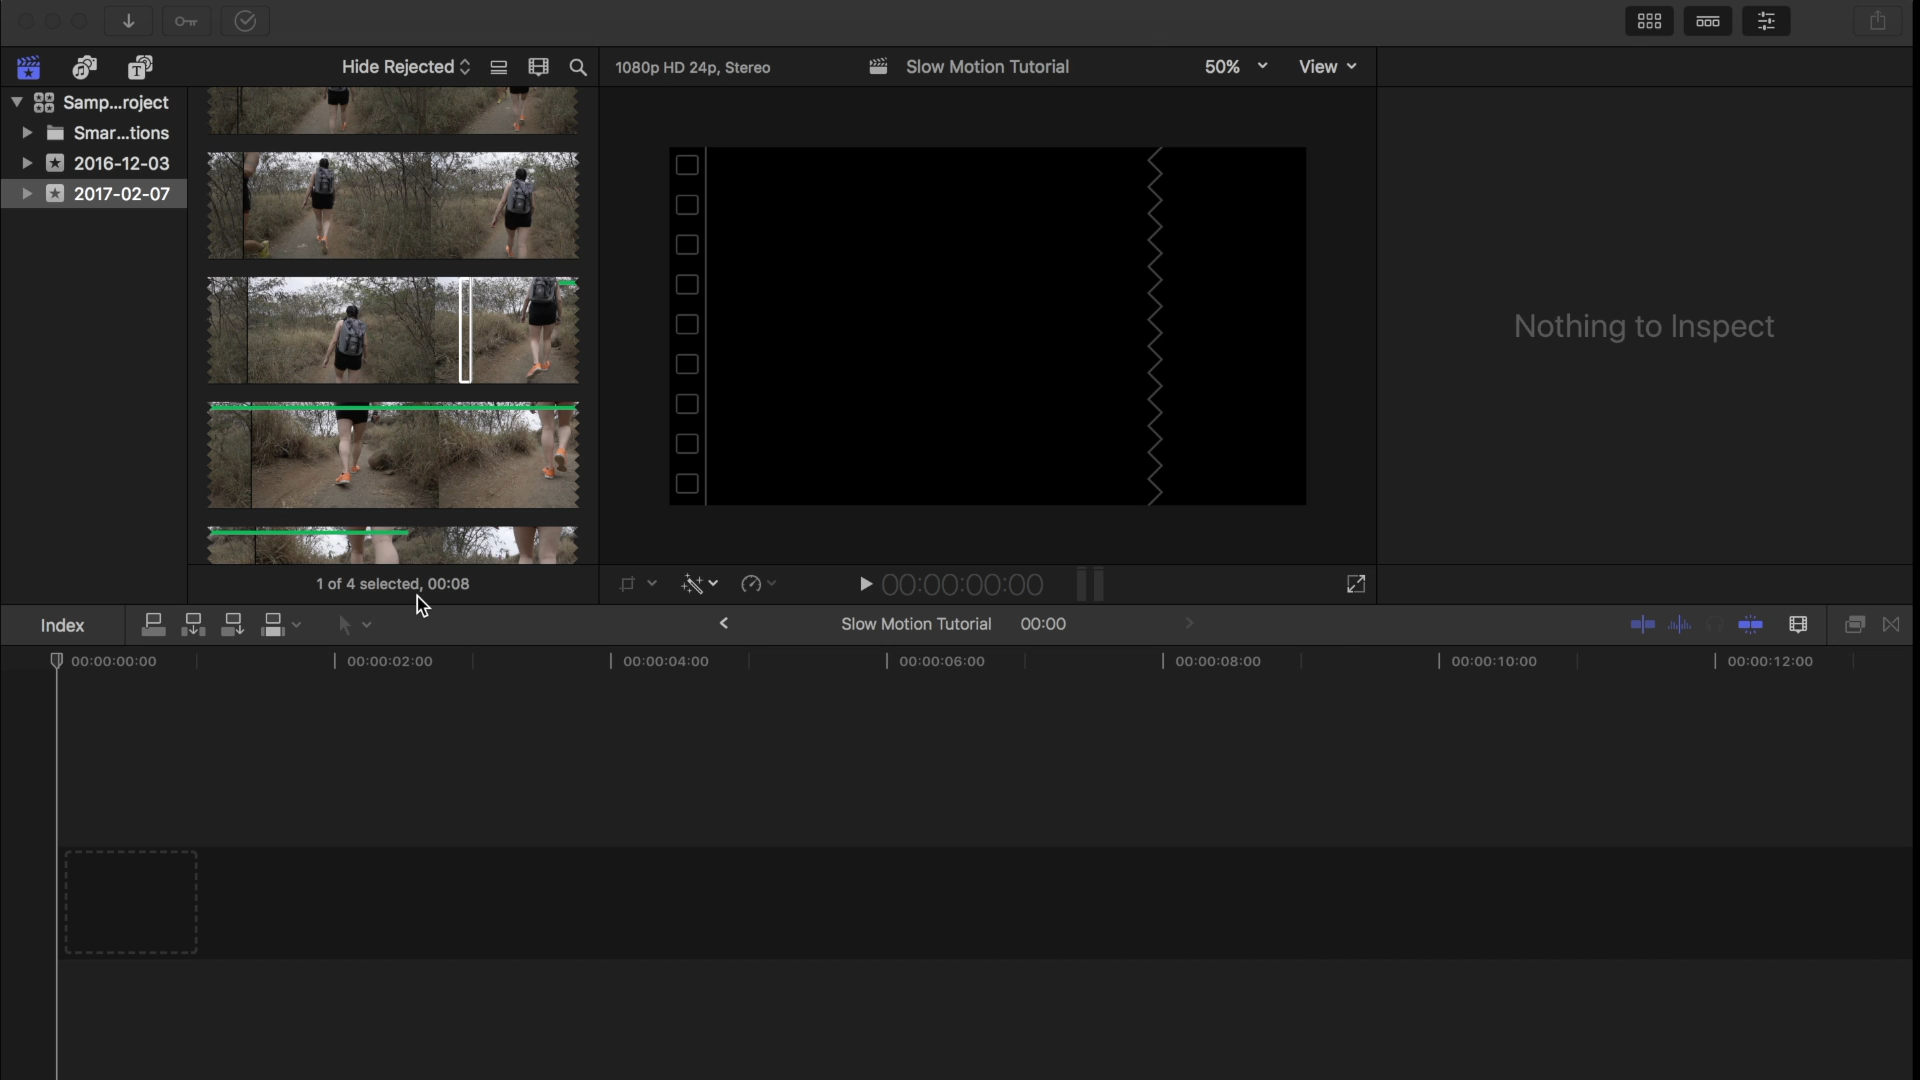 Hide Rejected
1080p HD 24p, Stereo
Slow Motion Tutorial
50%
View
Samp...roject
Smar...tions
2016-12-03
2017-02-07
T
Nothing to Inspect
1 of 4 selected, 00:08
00:00:00:00
Index
Slow Motion Tutorial 00:00
00:00:00:00
00:00:02:00
00:00:04:00
00:00:06:00
00:00:08:00
00:00:10:00
00:00:12:00